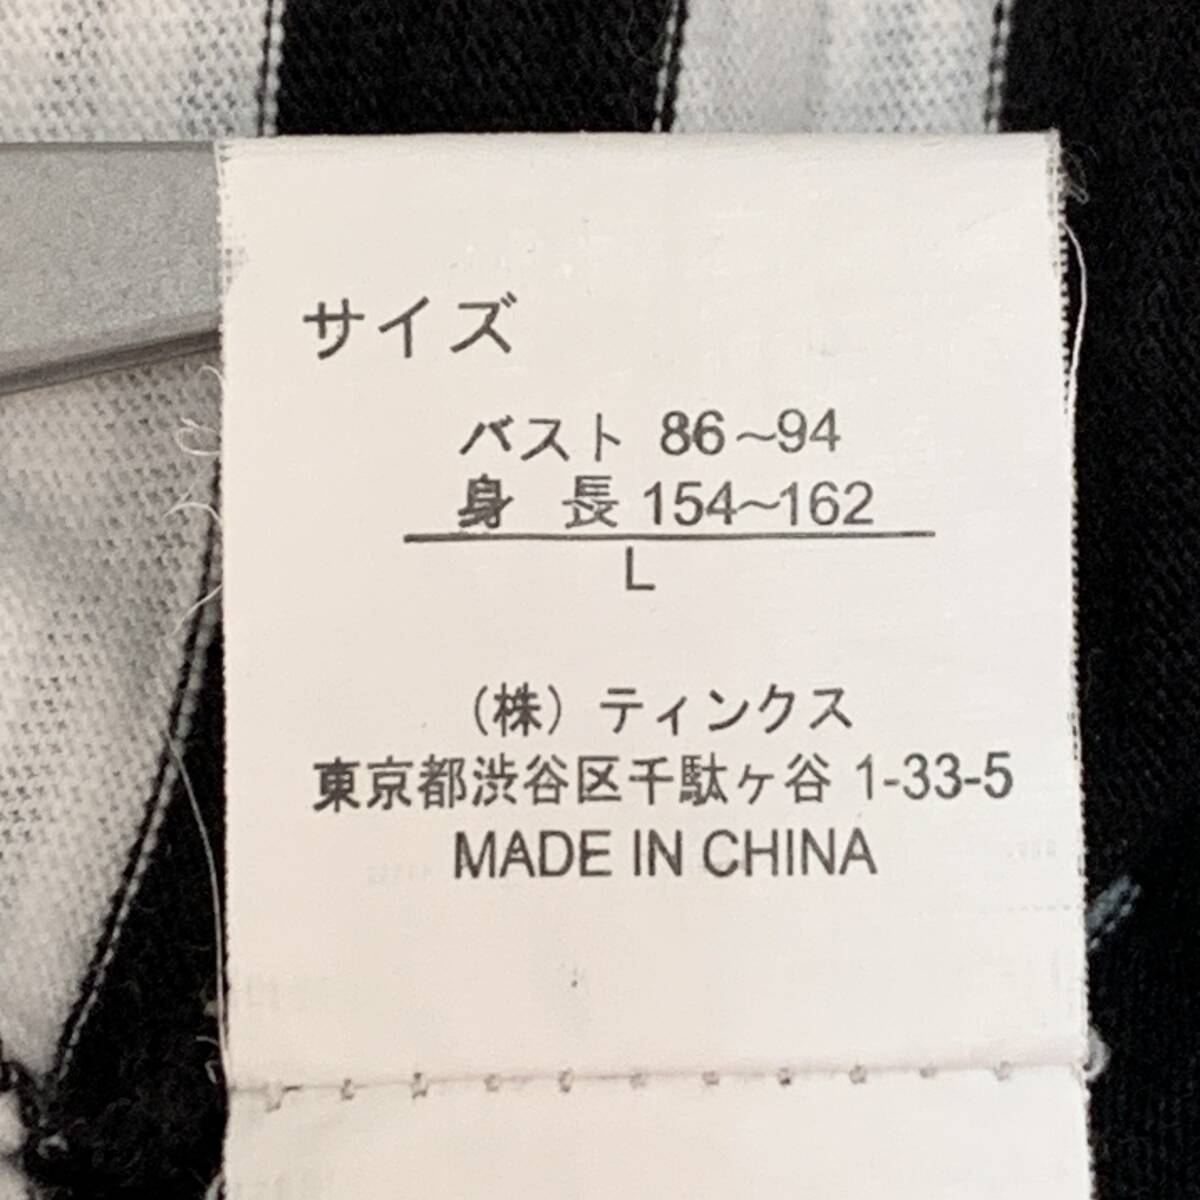 サイズ
バスト 86~94
身 長 154~162
L
(株) ティンクス
東京都渋谷区千駄ヶ谷 1-33-5
MADE IN CHINA